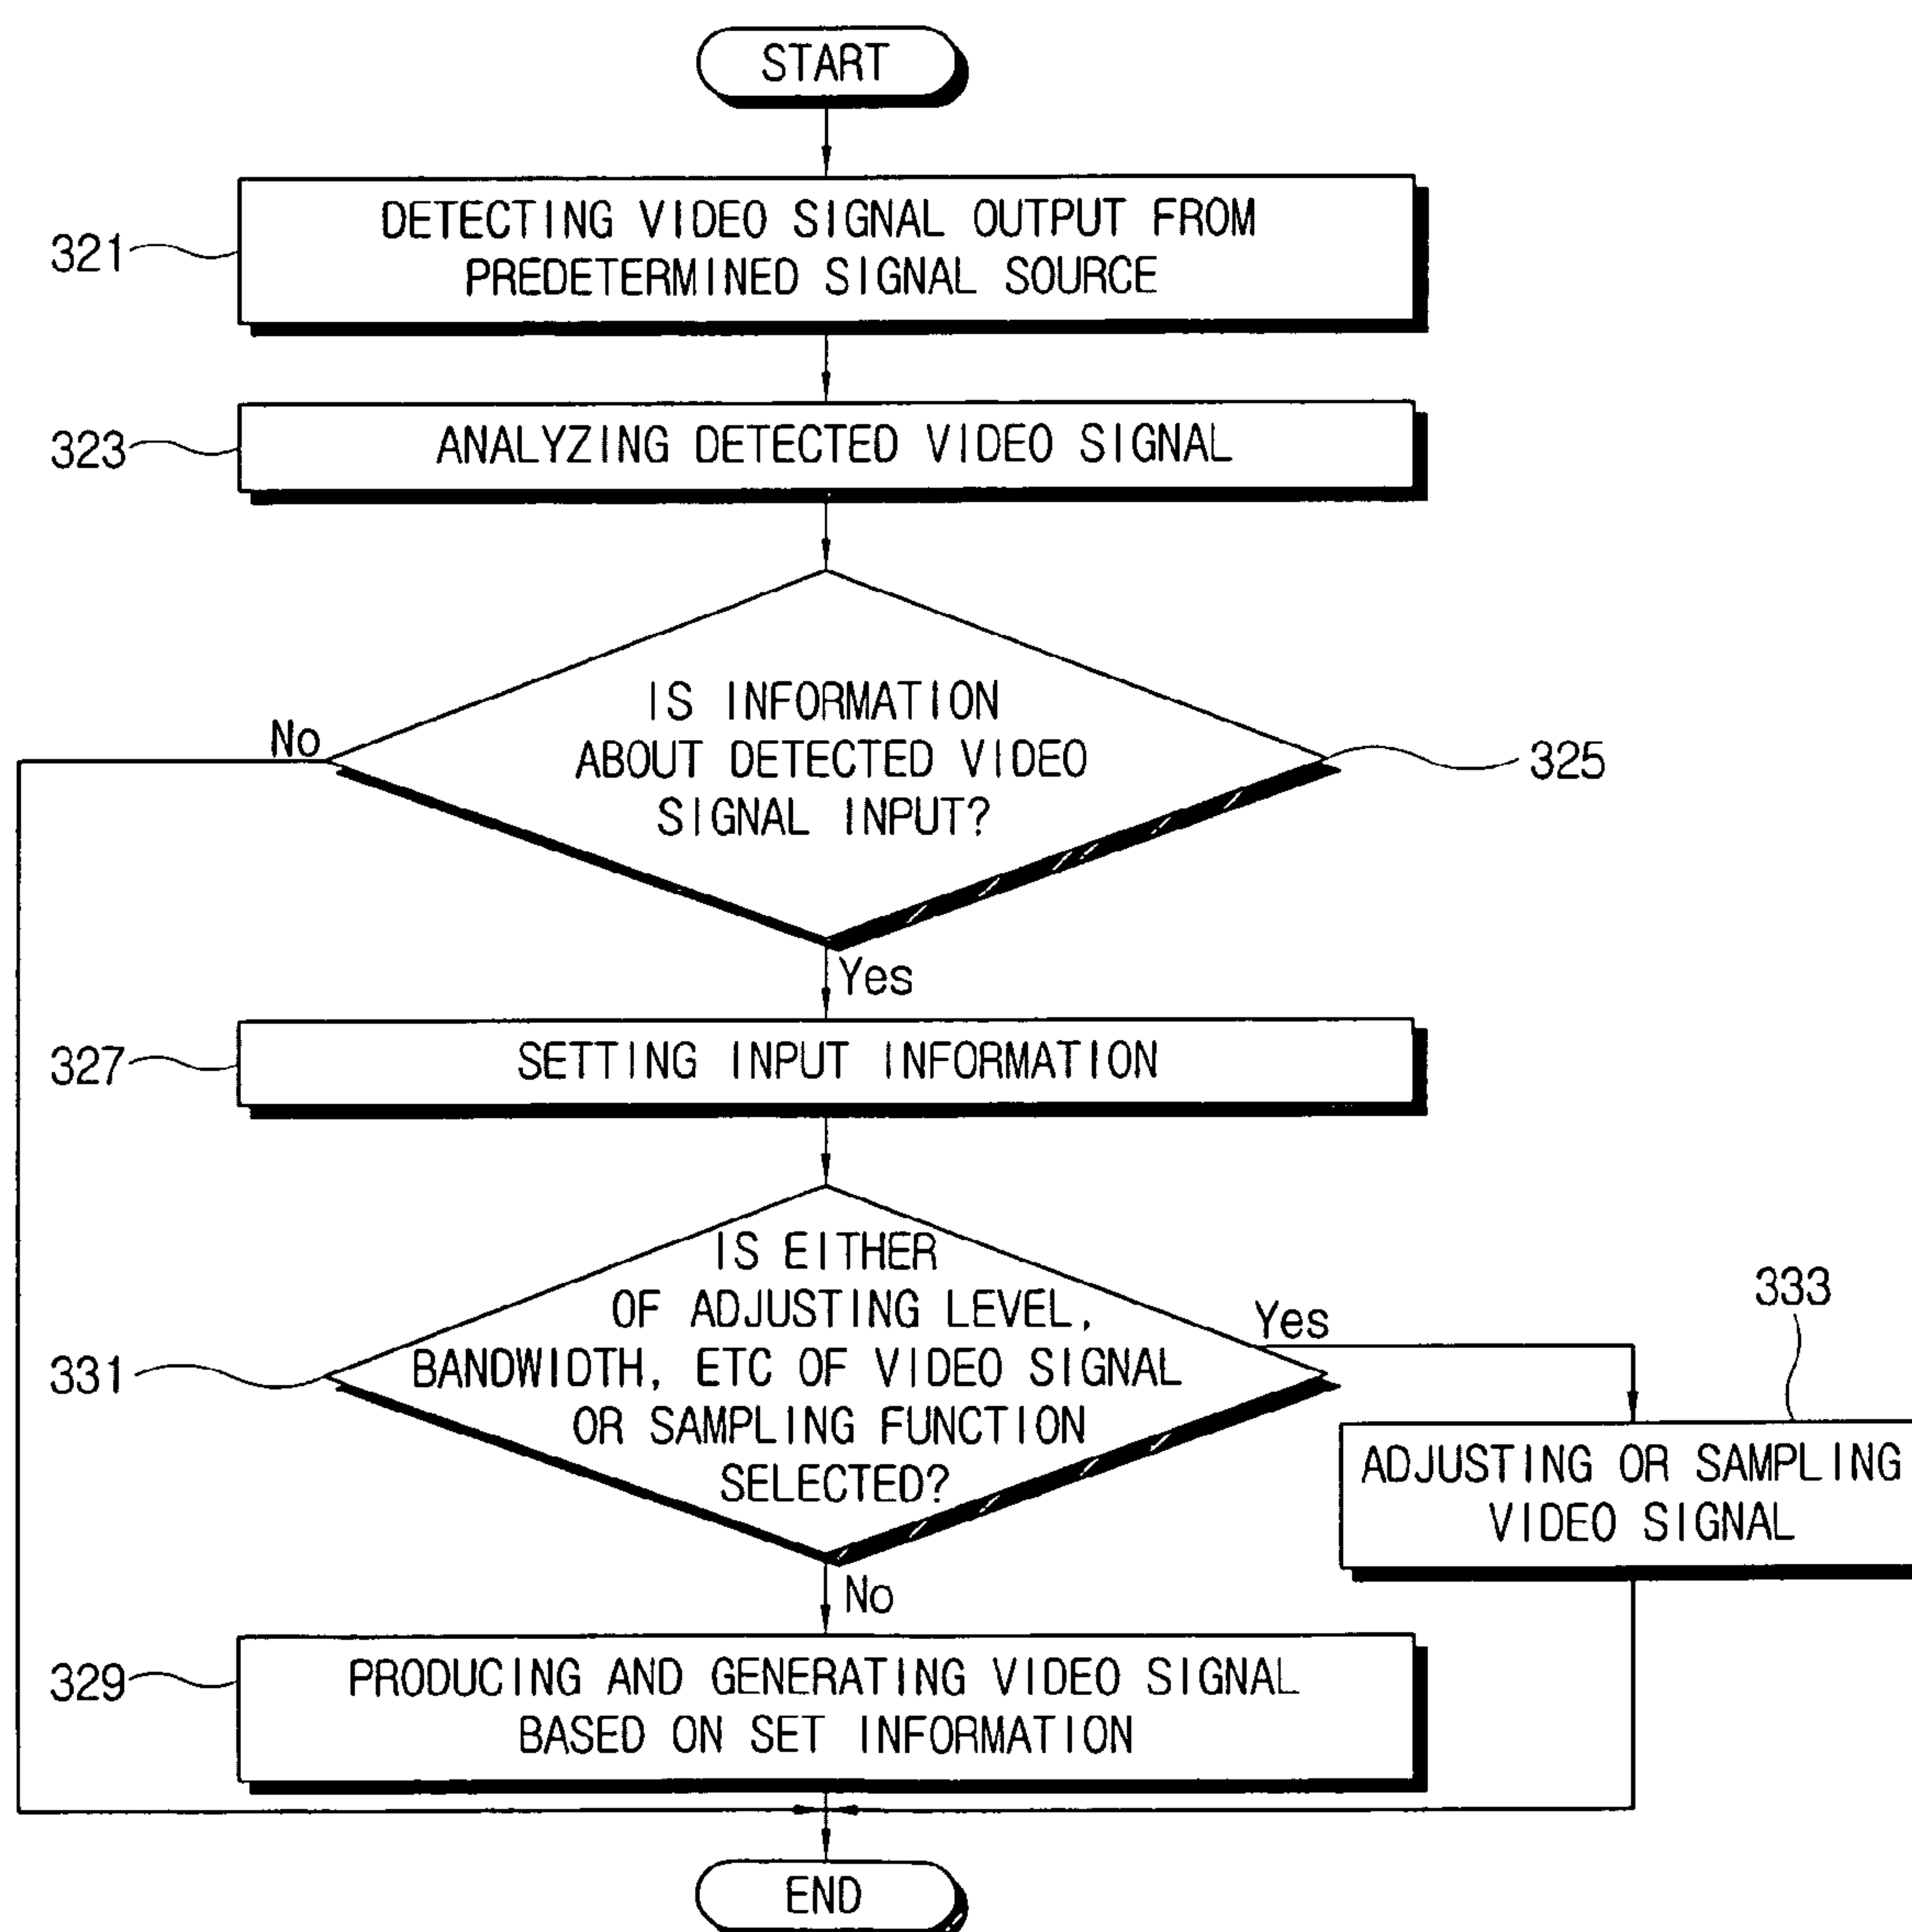 START
321
DETECTING VIDEO SIGNAL OUTPUT FROM
PREDETERMINED SIGNAL SOURCE
323
ANALYZING DETECTED VIDEO SIGNAL
No
IS INFORMATION
ABOUT DETECTED VIDEO
SIGNAL INPUT?
325
Yes
327
SETTING INPUT INFORMATION
331
IS EITHER
OF ADJUSTING LEVEL,
BANDWIDTH, ETC OF VIDEO SIGNAL
OR SAMPLING FUNCTION
SELECTED?
Yes
333
ADJUSTING OR SAMPLING
VIDEO SIGNAL
No
329
PRODUCING AND GENERATING VIDEO SIGNAL
BASED ON SET INFORMATION
END